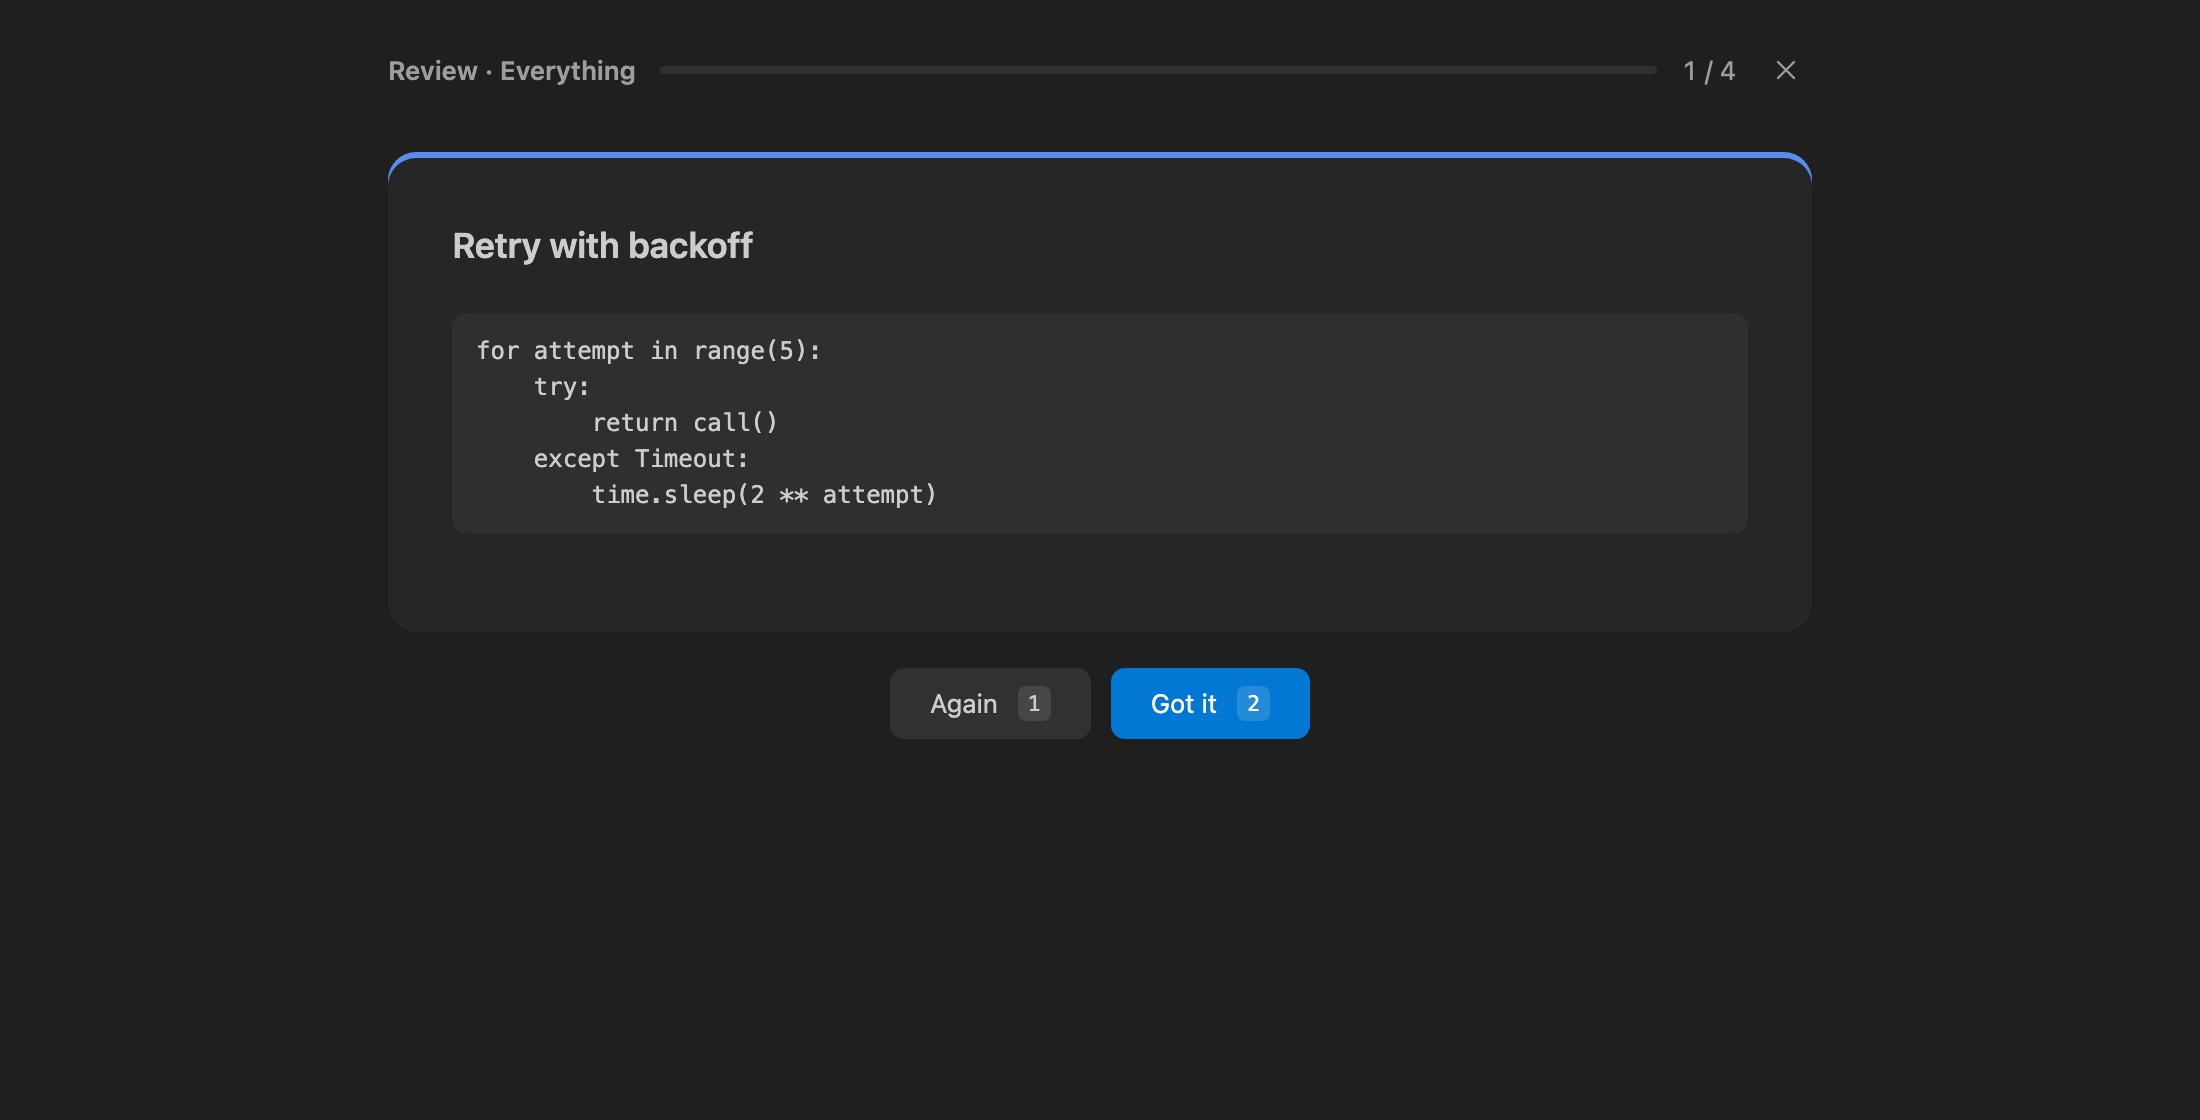 Review · Everything
1 / 4
Retry with backoff
for attempt in range(5):
    try:
        return call()
    except Timeout:
        time.sleep(2 ** attempt)
Again 1
Got it 2